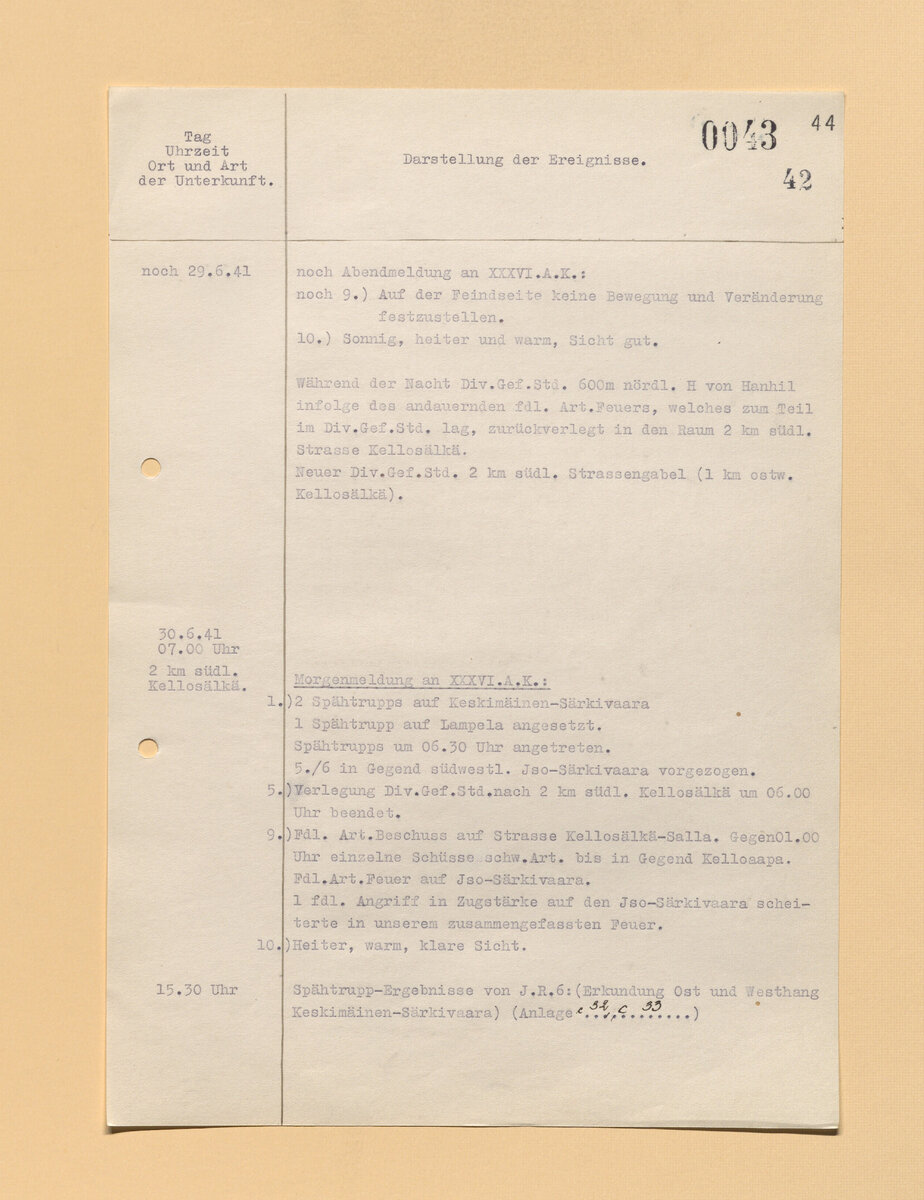 Tag
Uhrzeit
Ort und Art
der Unterkunft.
Darstellung der Ereignisse.
0043
44
42
noch 29.6.41
noch Abendmeldung an XXXVI.A.K.:
noch 9.) Auf der Feindseite keine Bewegung und Veränderung
festzustellen.
10.) Sonnig, heiter und warm, Sicht gut.
Während der Nacht Div.Gef.Std. 600m nördl. H von Hanhil
infolge des andauernden fdl. Art.Feuers, welches zum Teil
im Div.Gef.Std. lag, zurückverlegt in den Raum 2 km südl.
Strasse Kellosälkä.
Neuer Div.Gef.Std. 2 km südl. Strassengabel (1 km ostw.
Kellosälkä).
30.6.41
07.00 Uhr
2 km südl.
Kellosälkä.
Morgenmeldung an XXXVI.A.K.:
1.)2 Spähtrupps auf Keskimäinen-Särkivaara
1 Spähtrupp auf Lampela angesetzt.
Spähtrupps um 06.30 Uhr angetreten.
5./6 in Gegend südwestl. Jso-Särkivaara vorgezogen.
5.)Verlegung Div.Gef.Std.nach 2 km südl. Kellosälkä um 06.00
Uhr beendet.
9.)Fdl. Art.Beschuss auf Strasse Kellosälkä-Salla. Gegen01.00
Uhr einzelne Schüsse schw.Art. bis in Gegend Kelloaapa.
Fdl.Art.Feuer auf Jso-Särkivaara.
1 fdl. Angriff in Zugstärke auf den Jso-Särkivaara schei-
terte in unserem zusammengefassten Feuer.
10.)Heiter, warm, klare Sicht.
15.30 Uhr
Spähtrupp-Ergebnisse von J.R.6:(Erkundung Ost und Westhang
Keskimäinen-Särkivaara) (Anlage c 32, c 33)